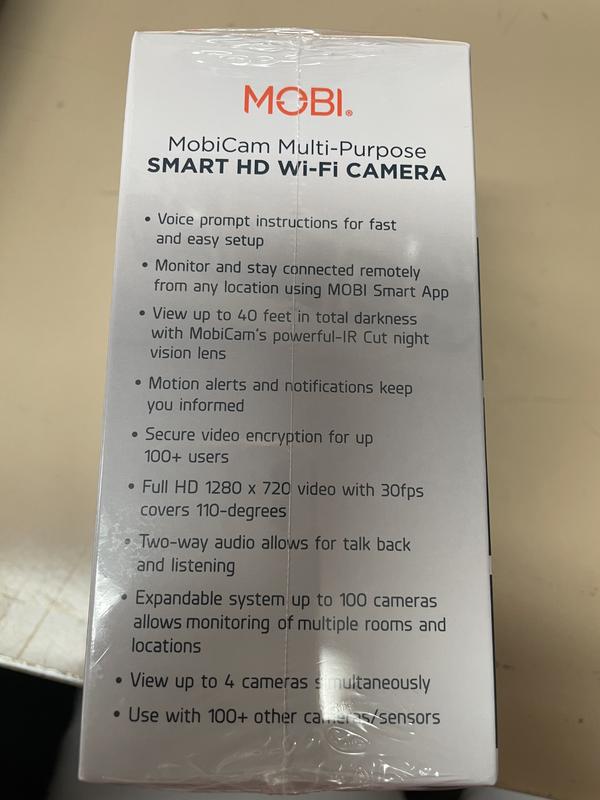 MOBI®
MobiCam Multi-Purpose
SMART HD Wi-Fi CAMERA
• Voice prompt instructions for fast
and easy setup
• Monitor and stay connected remotely
from any location using MOBI Smart App
• View up to 40 feet in total darkness
with MobiCam's powerful-IR Cut night
vision lens
• Motion alerts and notifications keep
you informed
• Secure video encryption for up
100+ users
• Full HD 1280 x 720 video with 30fps
covers 110-degrees
• Two-way audio allows for talk back
and listening
• Expandable system up to 100 cameras
allows monitoring of multiple rooms and
locations
• View up to 4 cameras simultaneously
• Use with 100+ other cameras/sensors